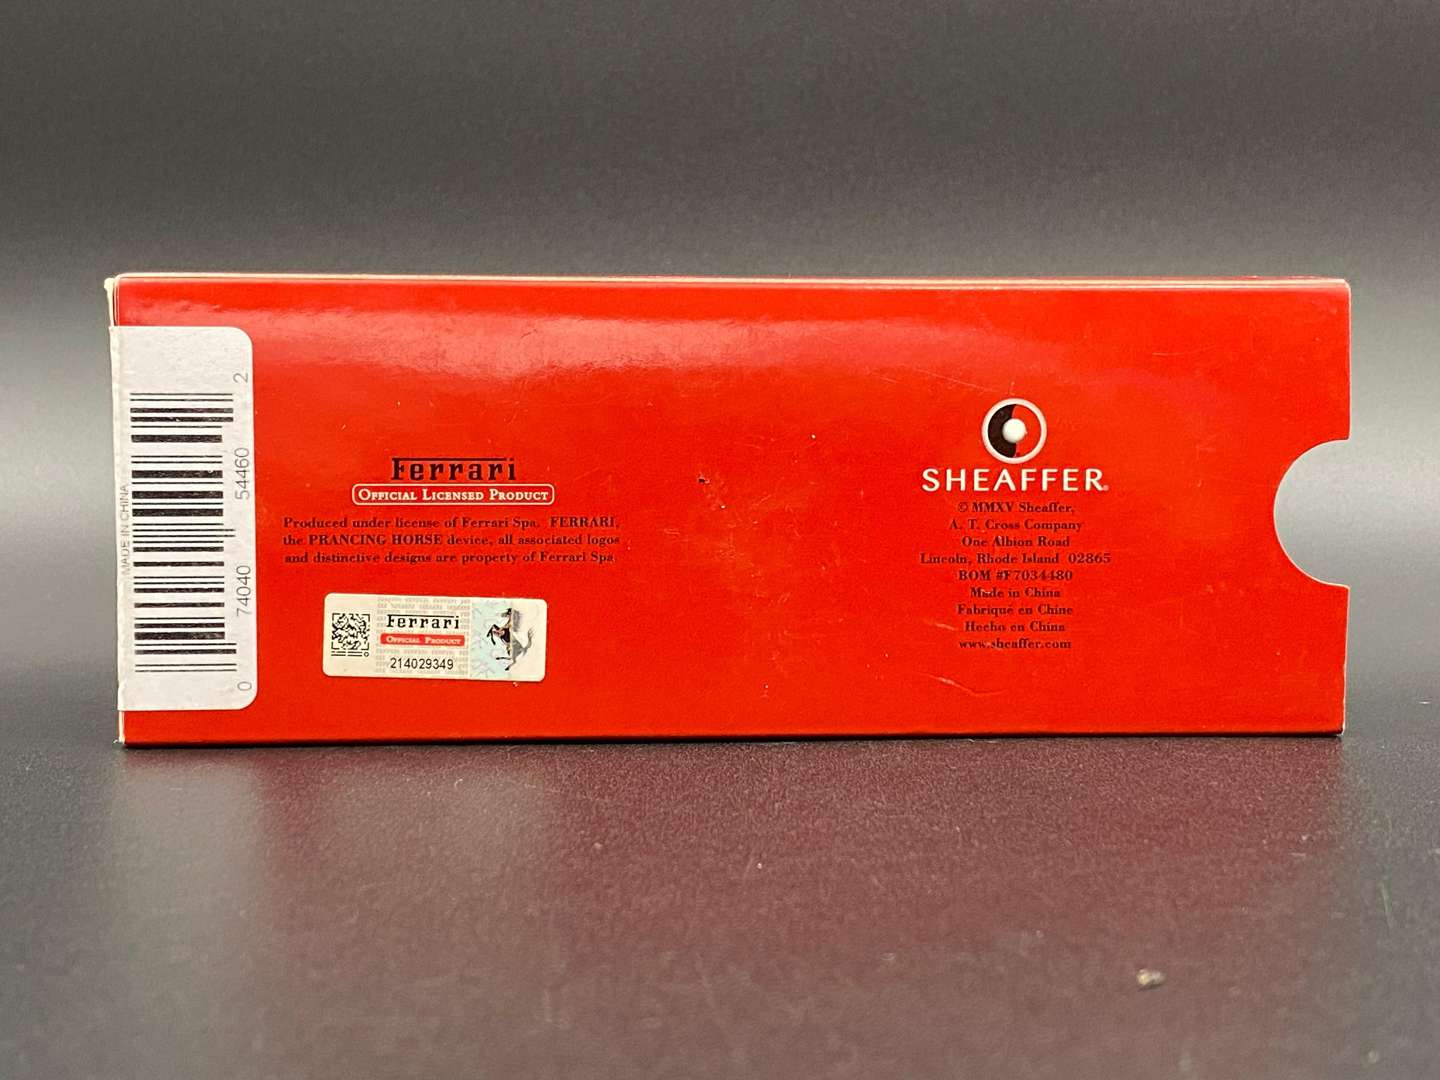 MADE IN CHINA
0 74040 54460 2
Ferrari
OFFICIAL LICENSED PRODUCT
Produced under license of Ferrari Spa. FERRARI,
the PRANCING HORSE device, all associated logos
and distinctive designs are property of Ferrari Spa.
Ferrari
OFFICIAL PRODUCT
214029349
SHEAFFER®
© MMXV Sheaffer,
A. T. Cross Company
One Albion Road
Lincoln, Rhode Island 02865
BOM #F7034480
Made in China
Fabriqué en Chine
Hecho en China
www.sheaffer.com